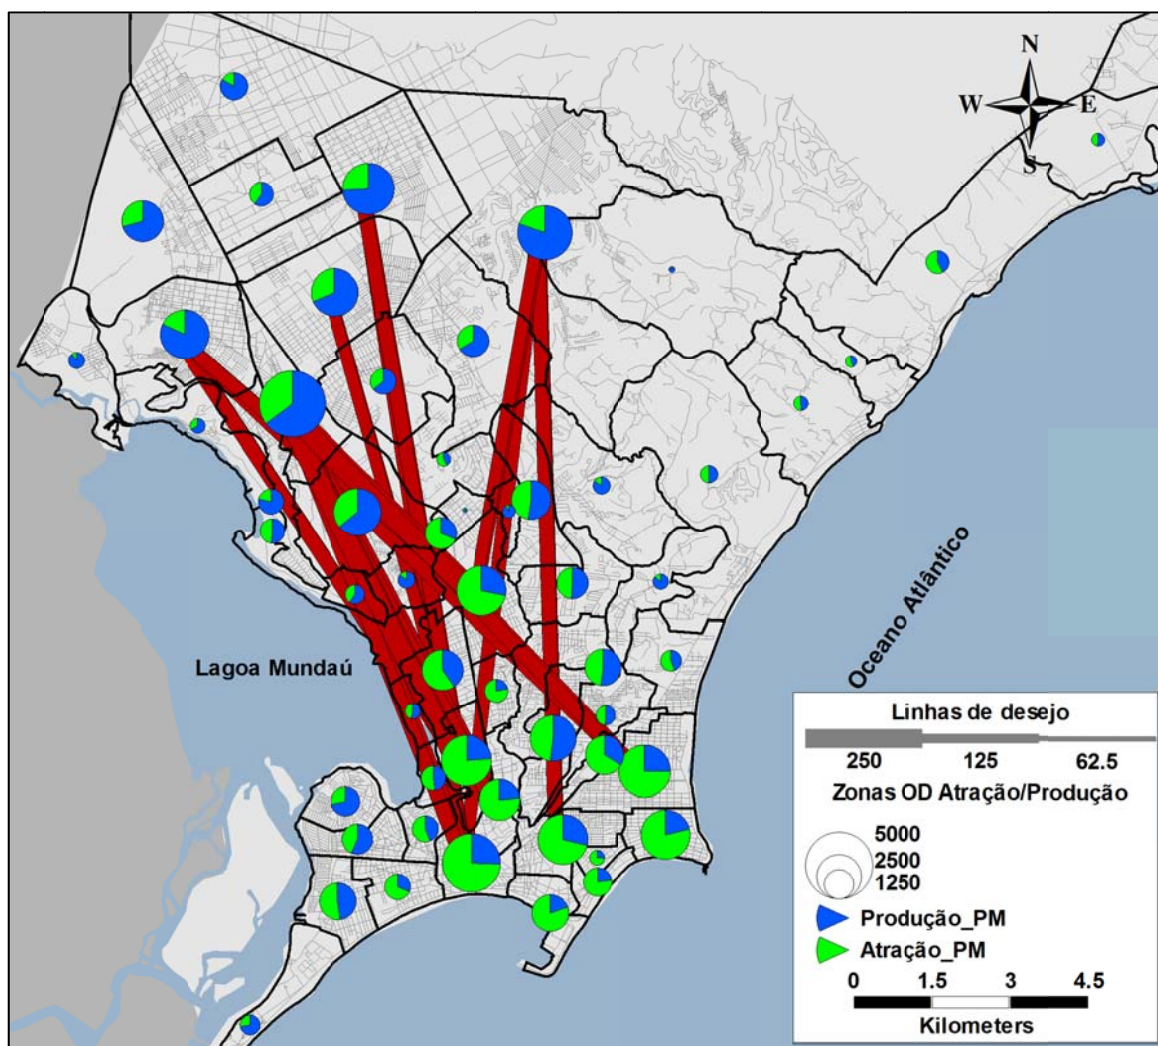 N
W E
S
Oceano Atlântico
Lagoa Mundaú
Linhas de desejo
250 125 62.5
Zonas OD Atração/Produção
5000
2500
1250
Produção_PM
Atração_PM
0 1.5 3 4.5
Kilometers